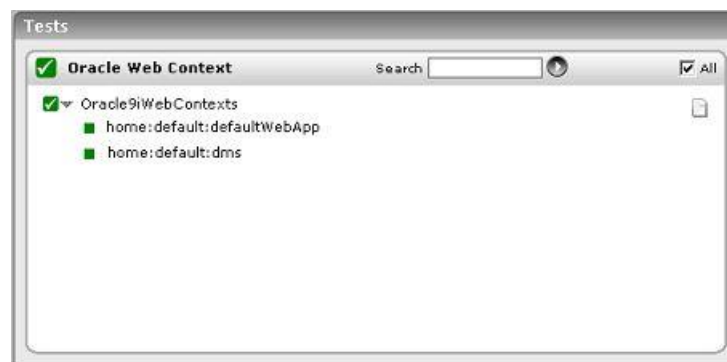 Tests
Oracle Web Context Search All
Oracle9iWebContexts
home:default:defaultWebApp
home:default:dms